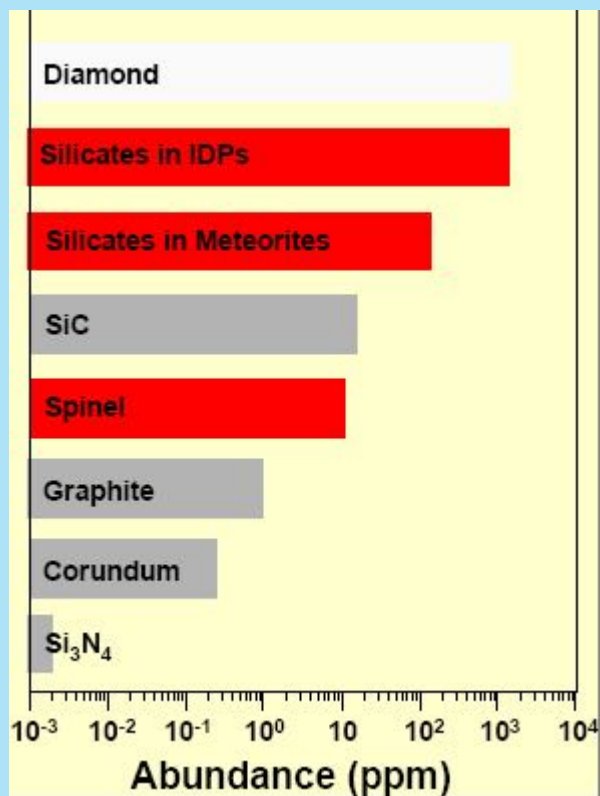 Diamond
Silicates in IDPs
Silicates in Meteorites
SiC
Spinel
Graphite
Corundum
Si₃N₄
10⁻³ 10⁻² 10⁻¹ 10⁰ 10 10² 10³ 10⁴
Abundance (ppm)